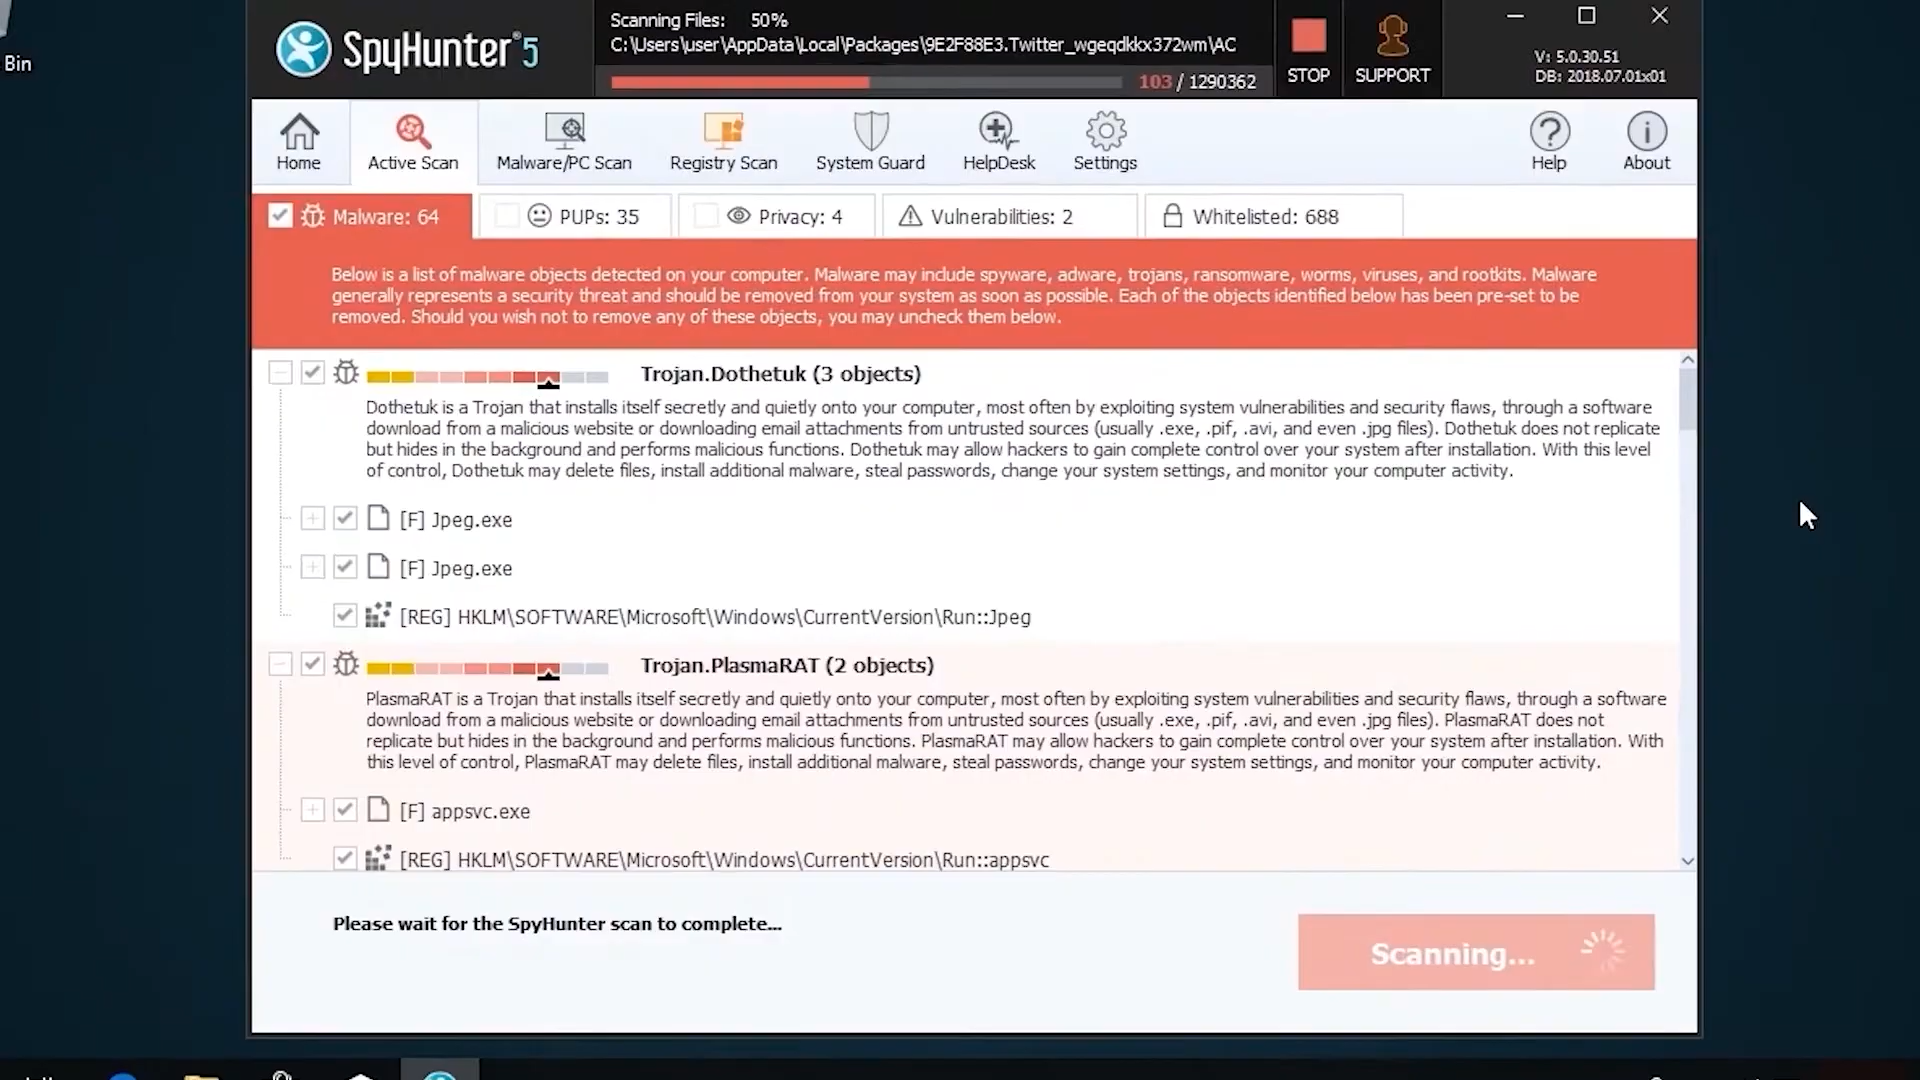 Bin
SpyHunter® 5
Scanning Files: 50%
C:\Users\user\AppData\Local\Packages\9E2F88E3.Twitter_wgeqdkkx372wm\AC
103 / 1290362
STOP
SUPPORT
V: 5.0.30.51
DB: 2018.07.01x01
Home
Active Scan
Malware/PC Scan
Registry Scan
System Guard
HelpDesk
Settings
Help
About
Malware: 64
PUPs: 35
Privacy: 4
Vulnerabilities: 2
Whitelisted: 688
Below is a list of malware objects detected on your computer. Malware may include spyware, adware, trojans, ransomware, worms, viruses, and rootkits. Malware
generally represents a security threat and should be removed from your system as soon as possible. Each of the objects identified below has been pre-set to be
removed. Should you wish not to remove any of these objects, you may uncheck them below.
Trojan.Dothetuk (3 objects)
Dothetuk is a Trojan that installs itself secretly and quietly onto your computer, most often by exploiting system vulnerabilities and security flaws, through a software
download from a malicious website or downloading email attachments from untrusted sources (usually .exe, .pif, .avi, and even .jpg files). Dothetuk does not replicate
but hides in the background and performs malicious functions. Dothetuk may allow hackers to gain complete control over your system after installation. With this level
of control, Dothetuk may delete files, install additional malware, steal passwords, change your system settings, and monitor your computer activity.
[F] Jpeg.exe
[F] Jpeg.exe
[REG] HKLM\SOFTWARE\Microsoft\Windows\CurrentVersion\Run::Jpeg
Trojan.PlasmaRAT (2 objects)
PlasmaRAT is a Trojan that installs itself secretly and quietly onto your computer, most often by exploiting system vulnerabilities and security flaws, through a software
download from a malicious website or downloading email attachments from untrusted sources (usually .exe, .pif, .avi, and even .jpg files). PlasmaRAT does not
replicate but hides in the background and performs malicious functions. PlasmaRAT may allow hackers to gain complete control over your system after installation. With
this level of control, PlasmaRAT may delete files, install additional malware, steal passwords, change your system settings, and monitor your computer activity.
[F] appsvc.exe
[REG] HKLM\SOFTWARE\Microsoft\Windows\CurrentVersion\Run::appsvc
Please wait for the SpyHunter scan to complete...
Scanning...